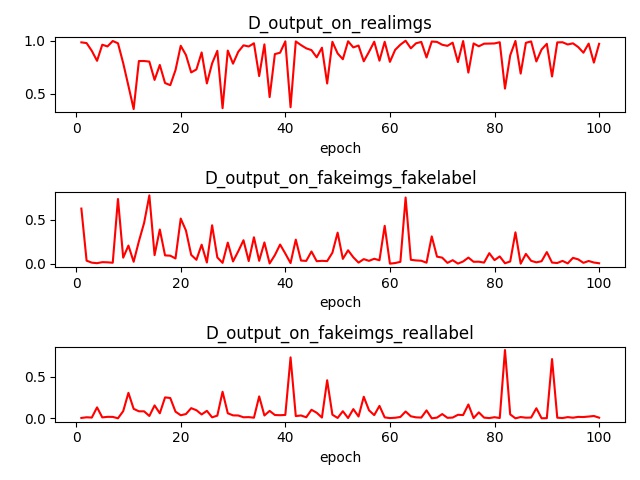 D_output_on_realimgs
1.0
0.5
0 20 40 60 80 100
epoch
D_output_on_fakeimgs_fakelabel
0.5
0.0
0 20 40 60 80 100
epoch
D_output_on_fakeimgs_reallabel
0.5
0.0
0 20 40 60 80 100
epoch